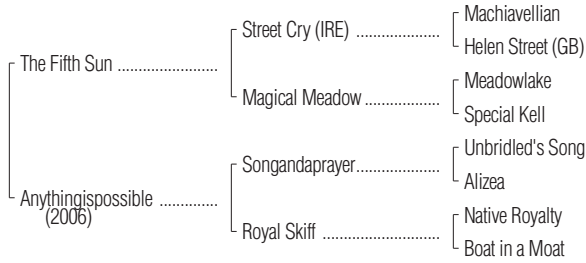 Machiavellian
Street Cry (IRE) ....................
Helen Street (GB)
The Fifth Sun ........................
Meadowlake
Magical Meadow ..................
Special Kell
Unbridled's Song
Songandaprayer....................
Alizea
Anythingispossible ..............
(2006)
Native Royalty
Royal Skiff ............................
Boat in a Moat